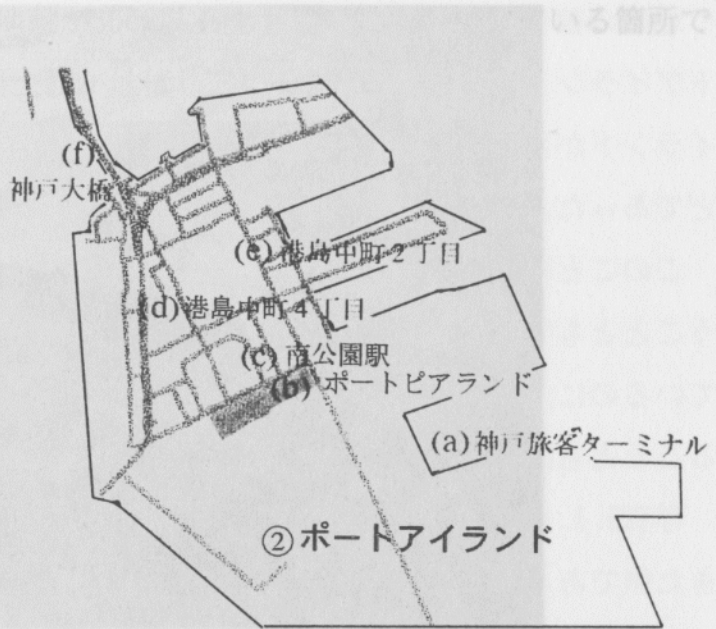 いる箇所で
(f)
神戸大橋
(e)港島中町2丁目
(d)港島中町4丁目
(c)南公園駅
(b)ポートピアランド
(a)神戸旅客ターミナル
②ポートアイランド